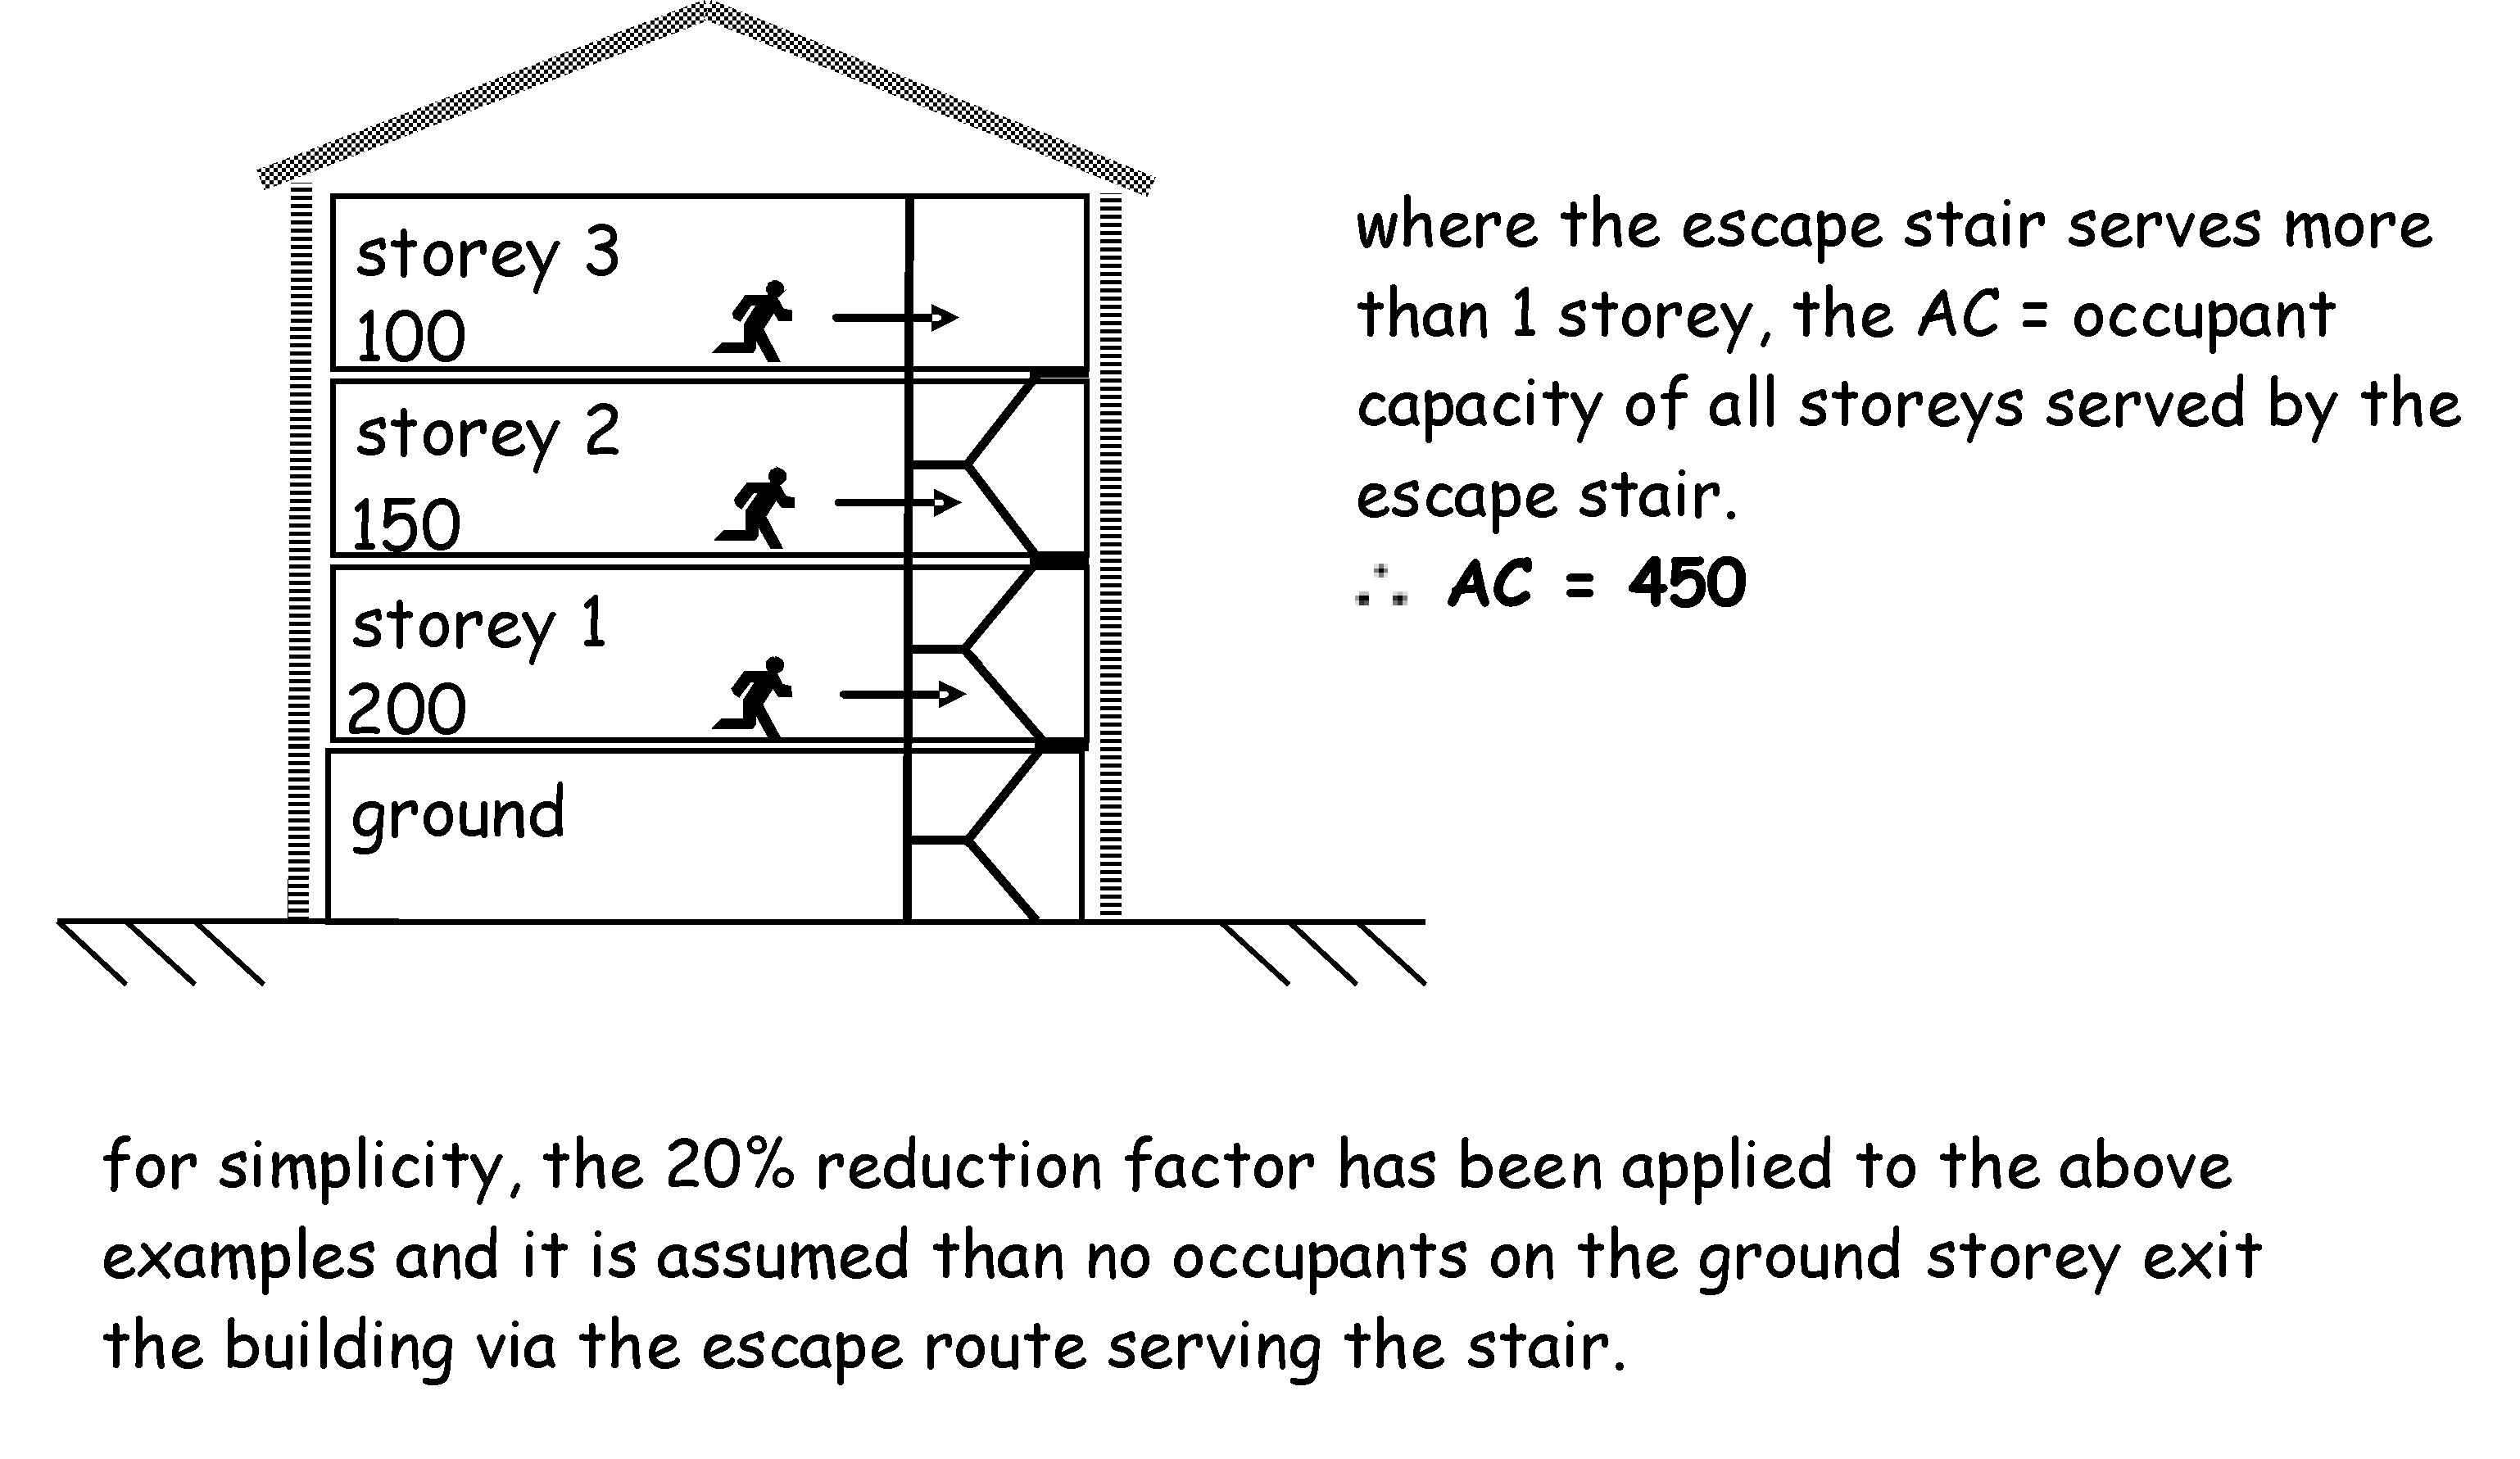 storey 3
100
storey 2
150
storey 1
200
ground
where the escape stair serves more
than 1 storey, the AC = occupant
capacity of all storeys served by the
escape stair.
∴ AC = 450
for simplicity, the 20% reduction factor has been applied to the above
examples and it is assumed than no occupants on the ground storey exit
the building via the escape route serving the stair.